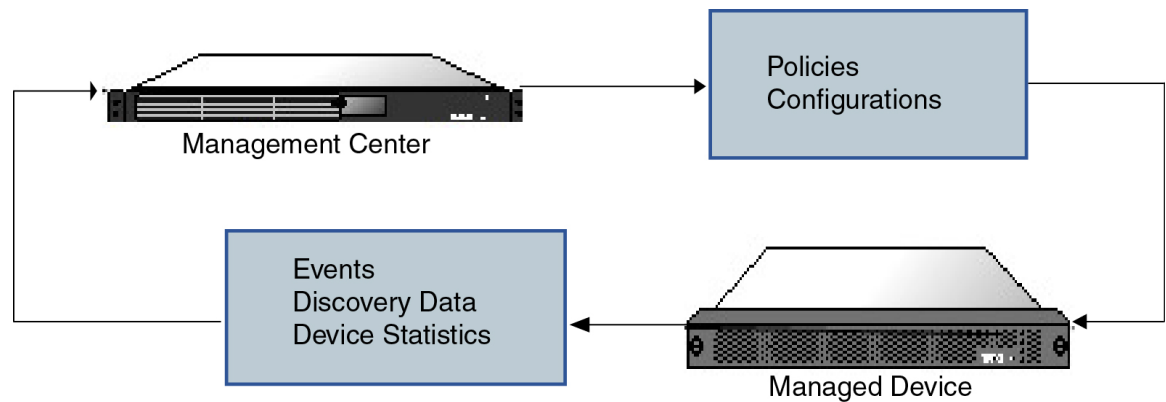 Policies
Configurations
Management Center
Events
Discovery Data
Device Statistics
Managed Device